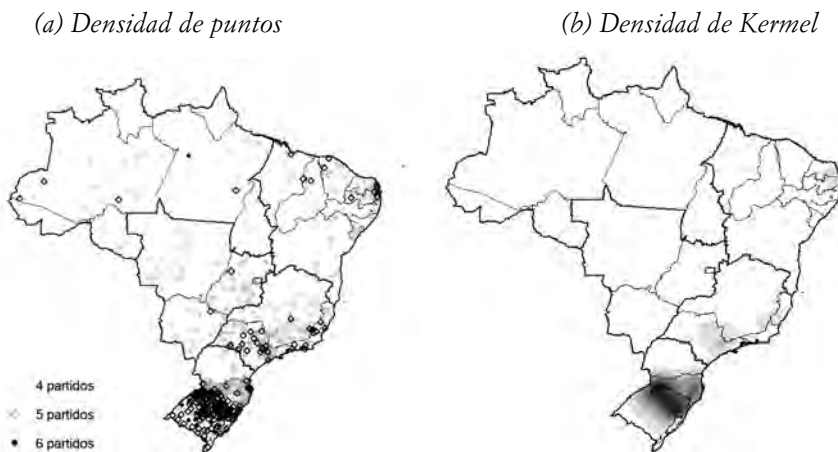 (a) Densidad de puntos
(b) Densidad de Kermel
4 partidos
5 partidos
6 partidos